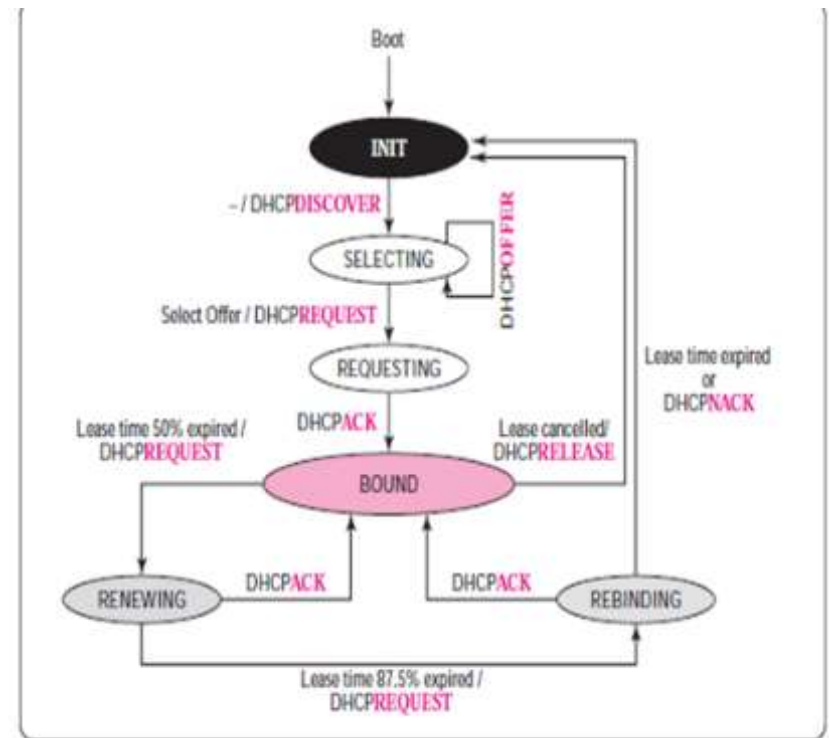 Boot
INIT
– / DHCPDISCOVER
DHCPOFFER
SELECTING
Select Offer / DHCPREQUEST
REQUESTING
Lease time expired
or
DHCPNACK
DHCPACK
Lease time 50% expired /
DHCPREQUEST
Lease cancelled/
DHCPRELEASE
BOUND
DHCPACK
DHCPACK
RENEWING
REBINDING
Lease time 87.5% expired /
DHCPREQUEST